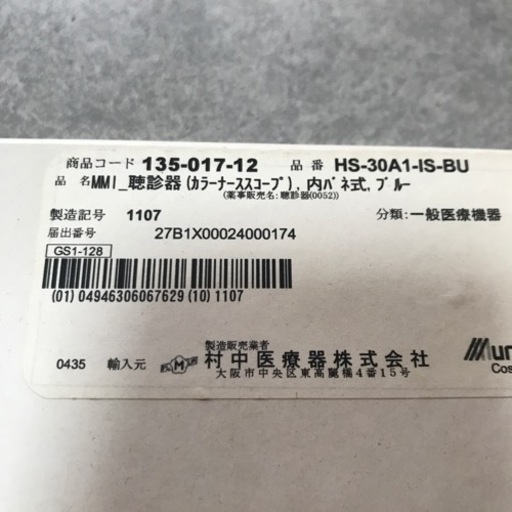 商品コード 135-017-12 品番 HS-30A1-IS-BU
品名 MMI_聴診器(ｶﾗｰﾅｰｽｽｺｰﾌﾟ),内ﾊﾞﾈ式,ﾌﾞﾙｰ
(薬事販売名:聴診器(0052))
製造記号 1107 分類:一般医療機器
届出番号 27B1X00024000174
GS1-128
(01)04946306067629(10)1107
製造販売業者
0435 輸入元 村中医療器株式会社
大阪市中央区東高麗橋4番15号